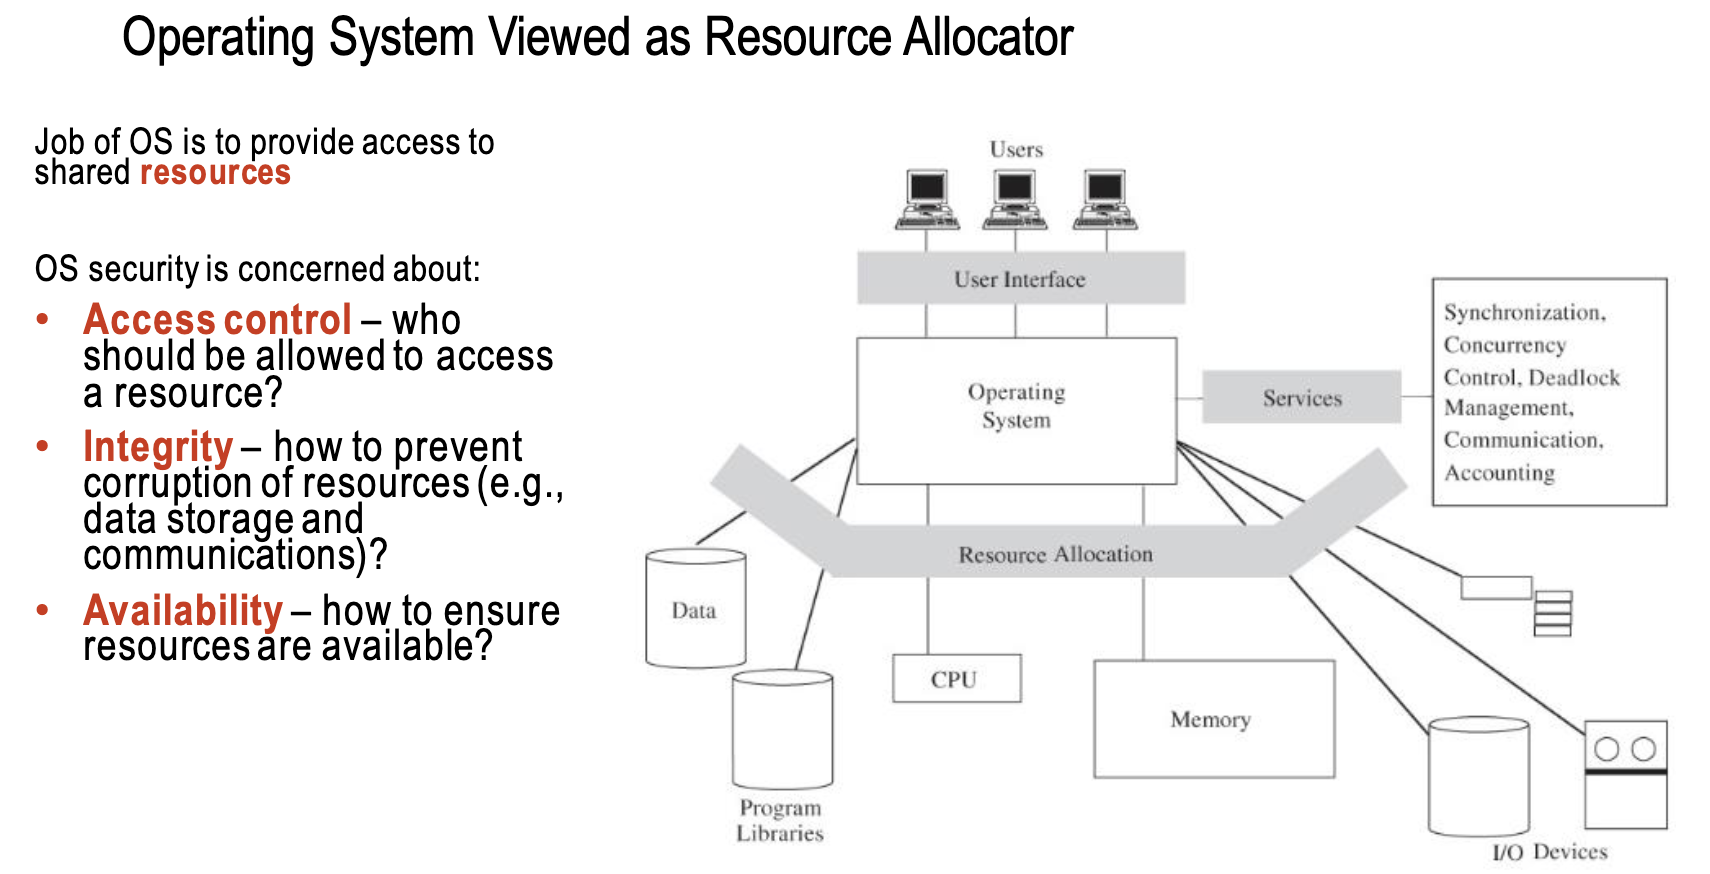 Operating System Viewed as Resource Allocator
Job of OS is to provide access to
shared resources
OS security is concerned about:
• Access control – who
should be allowed to access
a resource?
• Integrity – how to prevent
corruption of resources (e.g.,
data storage and
communications)?
• Availability – how to ensure
resources are available?
Users
User Interface
Operating
System
Services
Synchronization,
Concurrency
Control, Deadlock
Management,
Communication,
Accounting
Resource Allocation
Data
CPU
Memory
Program
Libraries
I/O Devices